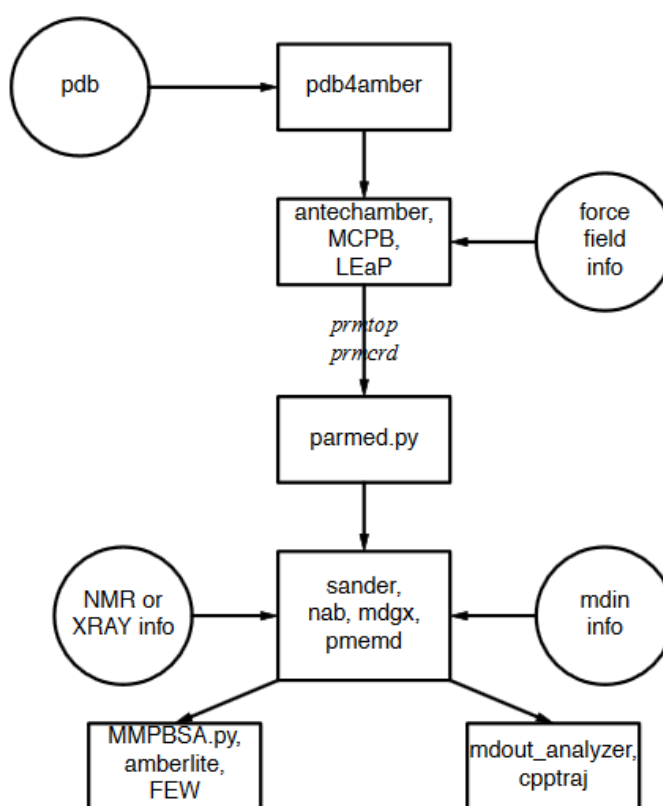 pdb
pdb4amber
antechamber,
MCPB,
LEaP
force
field
info
prmtop
prmcrd
parmed.py
NMR or
XRAY info
sander,
nab, mdgx,
pmemd
mdin
info
MMPBSA.py,
amberlite,
FEW
mdout_analyzer,
cpptraj